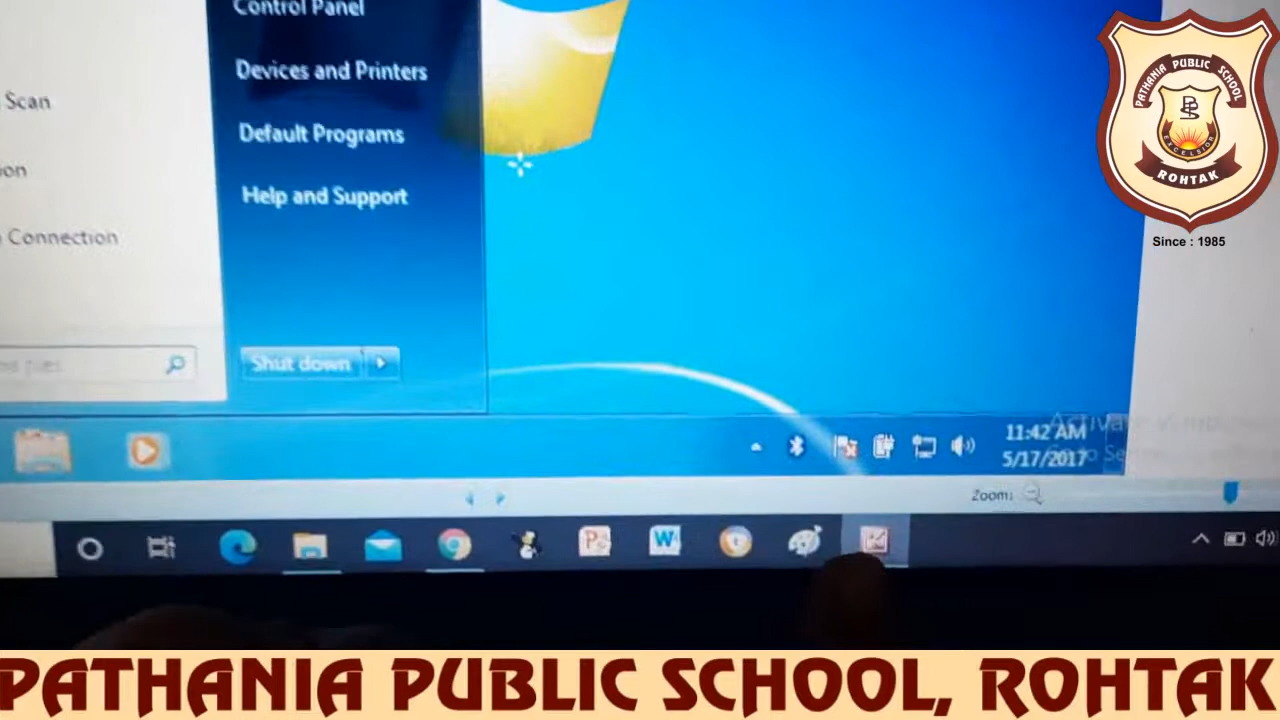 Control Panel
Devices and Printers
Scan
Default Programs
Help and Support
Connection
Shut down
11:42 AM
5/17/2017
Zoom:
PATHANIA PUBLIC SCHOOL
EXCELSIOR
ROHTAK
Since : 1985
PATHANIA PUBLIC SCHOOL, ROHTAK